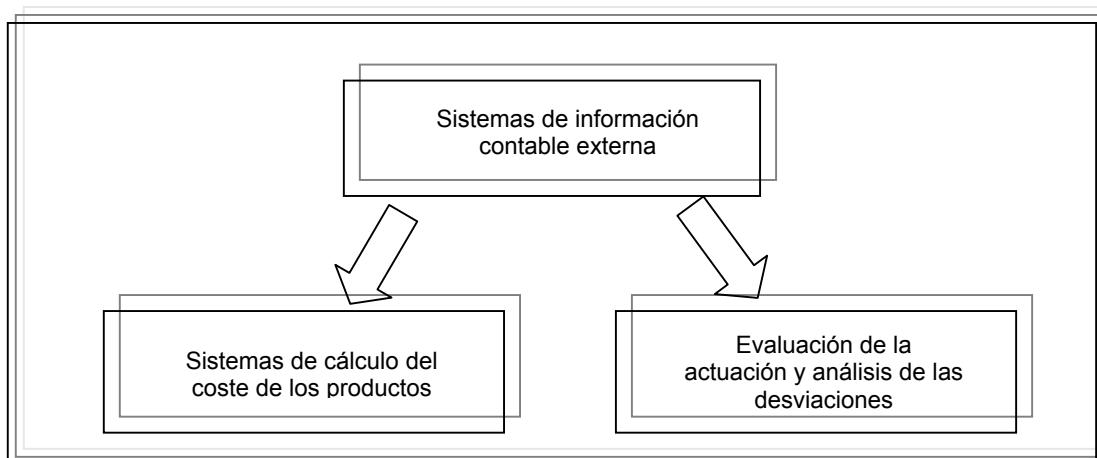 Sistemas de información
contable externa
Sistemas de cálculo del
coste de los productos
Evaluación de la
actuación y análisis de las
desviaciones